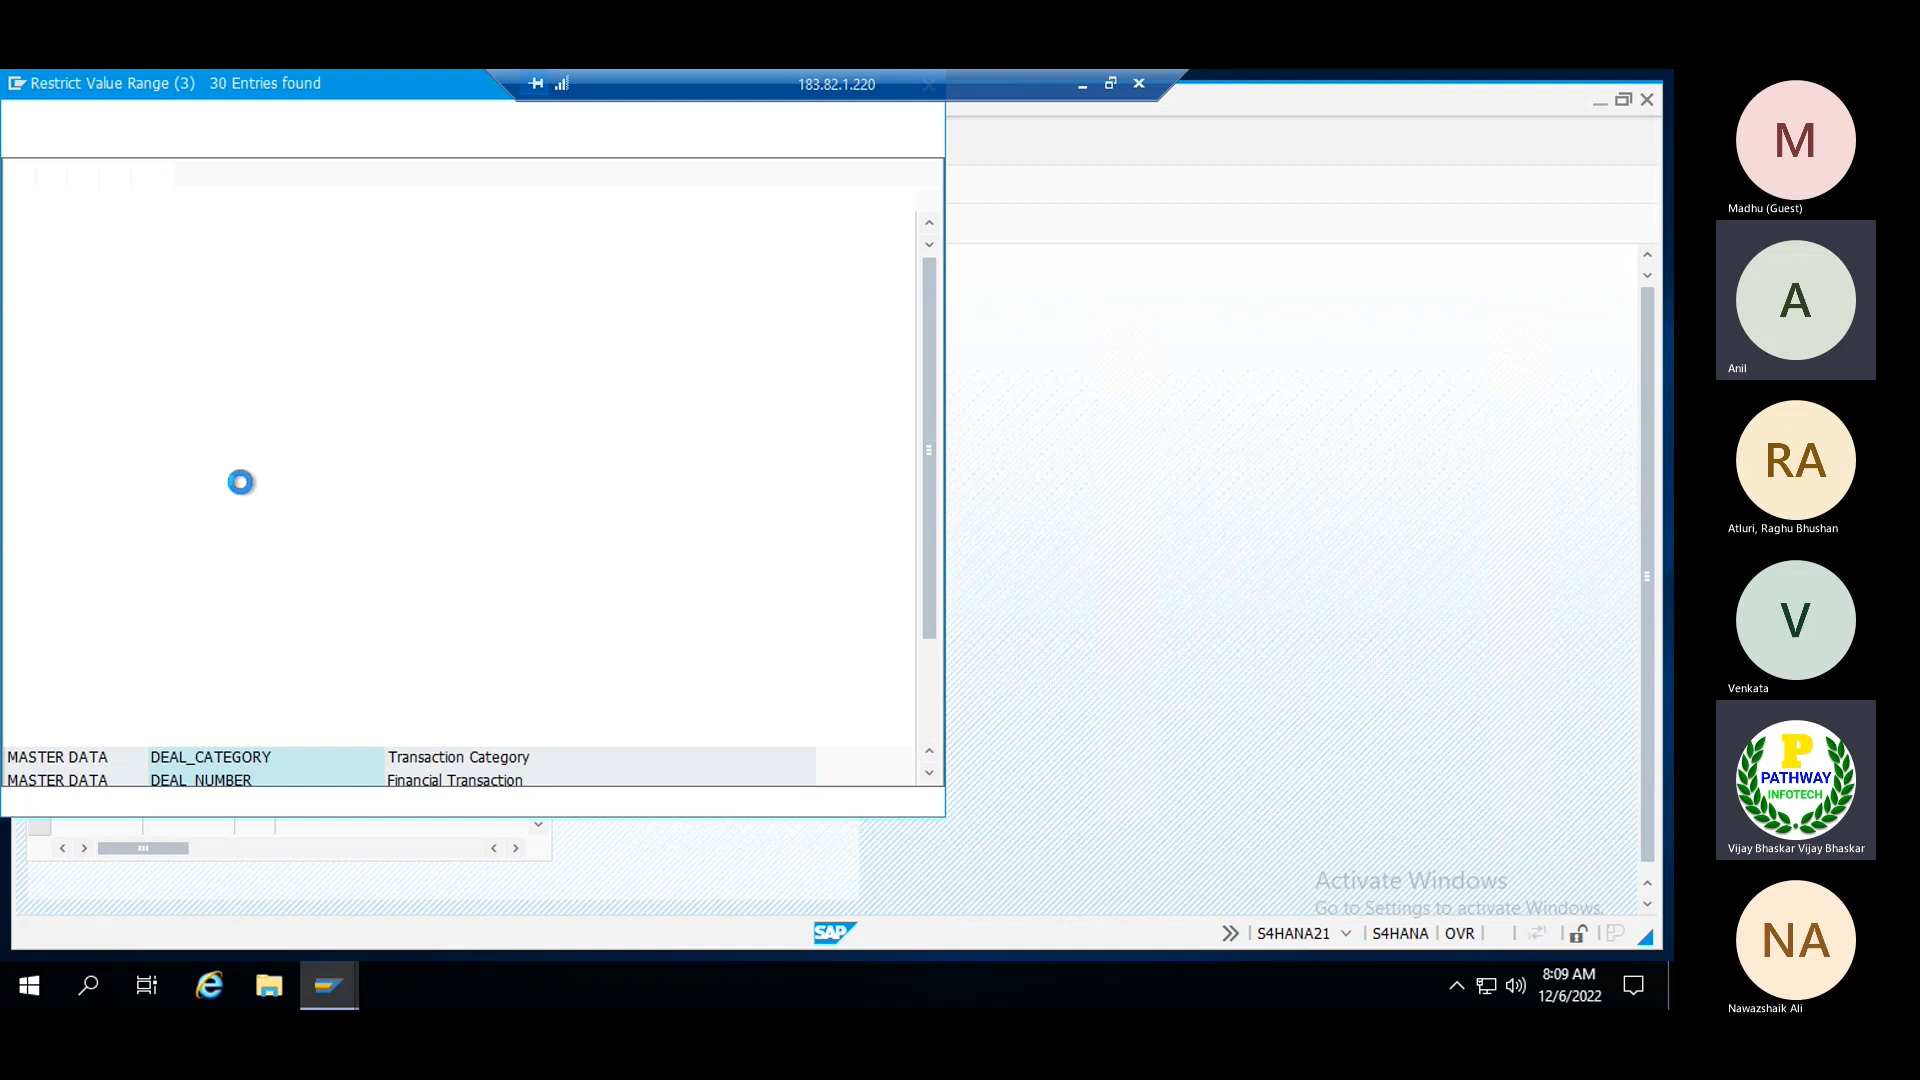 Restrict Value Range (3) 30 Entries found
183.82.1.220
MASTER DATA DEAL_CATEGORY Transaction Category
MASTER DATA DEAL_NUMBER Financial Transaction
Activate Windows
Go to Settings to activate Windows.
SAP
S4HANA21 S4HANA OVR
8:09 AM
12/6/2022
M
Madhu (Guest)
A
Anil
RA
Atluri, Raghu Bhushan
V
Venkata
P
PATHWAY
INFOTECH
Vijay Bhaskar Vijay Bhaskar
NA
Nawazshaik Ali